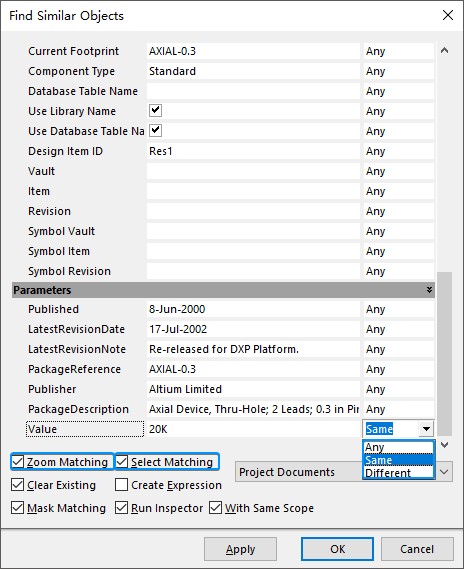 Find Similar Objects
Current Footprint AXIAL-0.3 Any
Component Type Standard Any
Database Table Name Any
Use Library Name Any
Use Database Table Na Any
Design Item ID Res1 Any
Vault Any
Item Any
Revision Any
Symbol Vault Any
Symbol Item Any
Symbol Revision Any
Parameters
Published 8-Jun-2000 Any
LatestRevisionDate 17-Jul-2002 Any
LatestRevisionNote Re-released for DXP Platform. Any
PackageReference AXIAL-0.3 Any
Publisher Altium Limited Any
PackageDescription Axial Device, Thru-Hole; 2 Leads; 0.3 in Pin Any
Value 20K Same
Any
Same
Different
Zoom Matching Select Matching Project Documents
Clear Existing Create Expression
Mask Matching Run Inspector With Same Scope
Apply OK Cancel